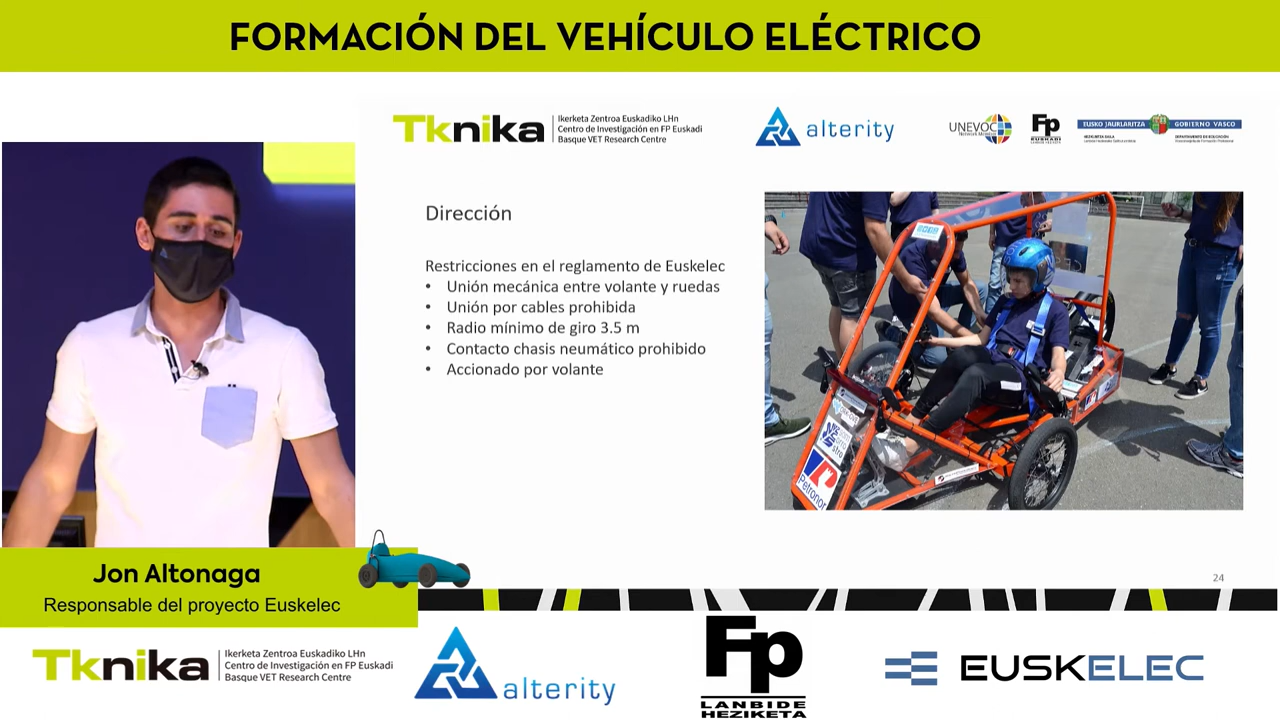 FORMACIÓN DEL VEHÍCULO ELÉCTRICO
Tknika
Ikerketa Zentroa Euskadiko LHn
Centro de Investigación en FP Euskadi
Basque VET Research Centre
alterity
UNEVOC
Fp
EUSKADI
EUSKO JAURLARITZA
GOBIERNO VASCO
Dirección
Restricciones en el reglamento de Euskelec
• Unión mecánica entre volante y ruedas
• Unión por cables prohibida
• Radio mínimo de giro 3.5 m
• Contacto chasis neumático prohibido
• Accionado por volante
Petronor
24
Jon Altonaga
Responsable del proyecto Euskelec
Tknika
Ikerketa Zentroa Euskadiko LHn
Centro de Investigación en FP Euskadi
Basque VET Research Centre
alterity
Fp
LANBIDE
HEZIKETA
EUSKELEC